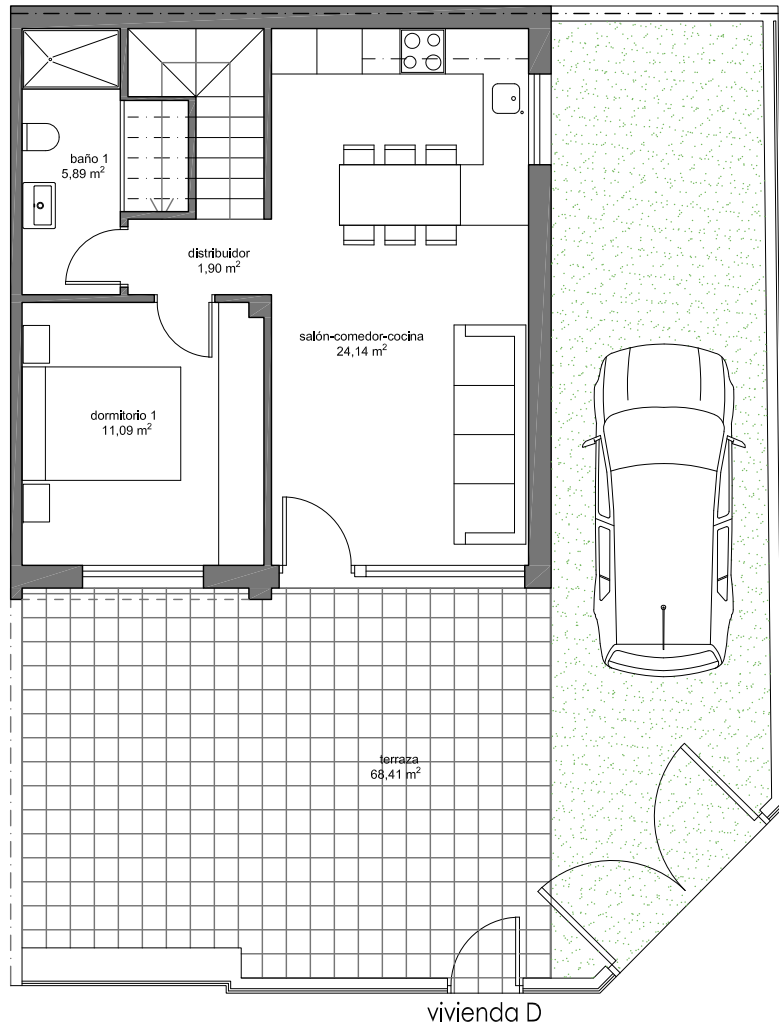 baño 1
5,89 m²
distribuidor
1,90 m²
salón-comedor-cocina
24,14 m²
dormitorio 1
11,09 m²
terraza
68,41 m²
vivienda D